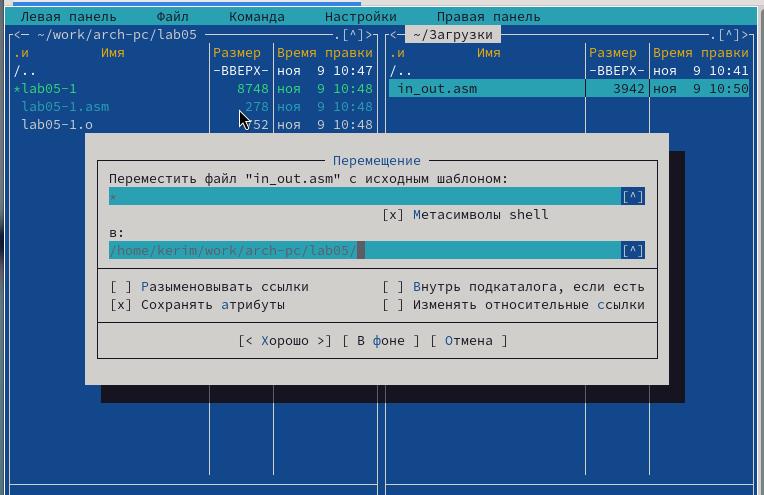 Левая панель Файл Команда Настройки Правая панель
<— ~/work/arch-pc/lab05 .[^]>
.и Имя Размер Время правки
/.. -ВВЕРХ- ноя 9 10:47
*lab05-1 8748 ноя 9 10:48
lab05-1.asm 278 ноя 9 10:48
lab05-1.o 752 ноя 9 10:48
<— ~/Загрузки .[^]>
.и Имя Размер Время правки
/.. -ВВЕРХ- ноя 9 10:41
in_out.asm 3942 ноя 9 10:50
Перемещение
Переместить файл "in_out.asm" с исходным шаблоном:
* [^]
[x] Метасимволы shell
в:
/home/kerim/work/arch-pc/lab05/ [^]
[ ] Разыменовывать ссылки [ ] Внутрь подкаталога, если есть
[x] Сохранять атрибуты [ ] Изменять относительные ссылки
[< Хорошо >] [ В фоне ] [ Отмена ]